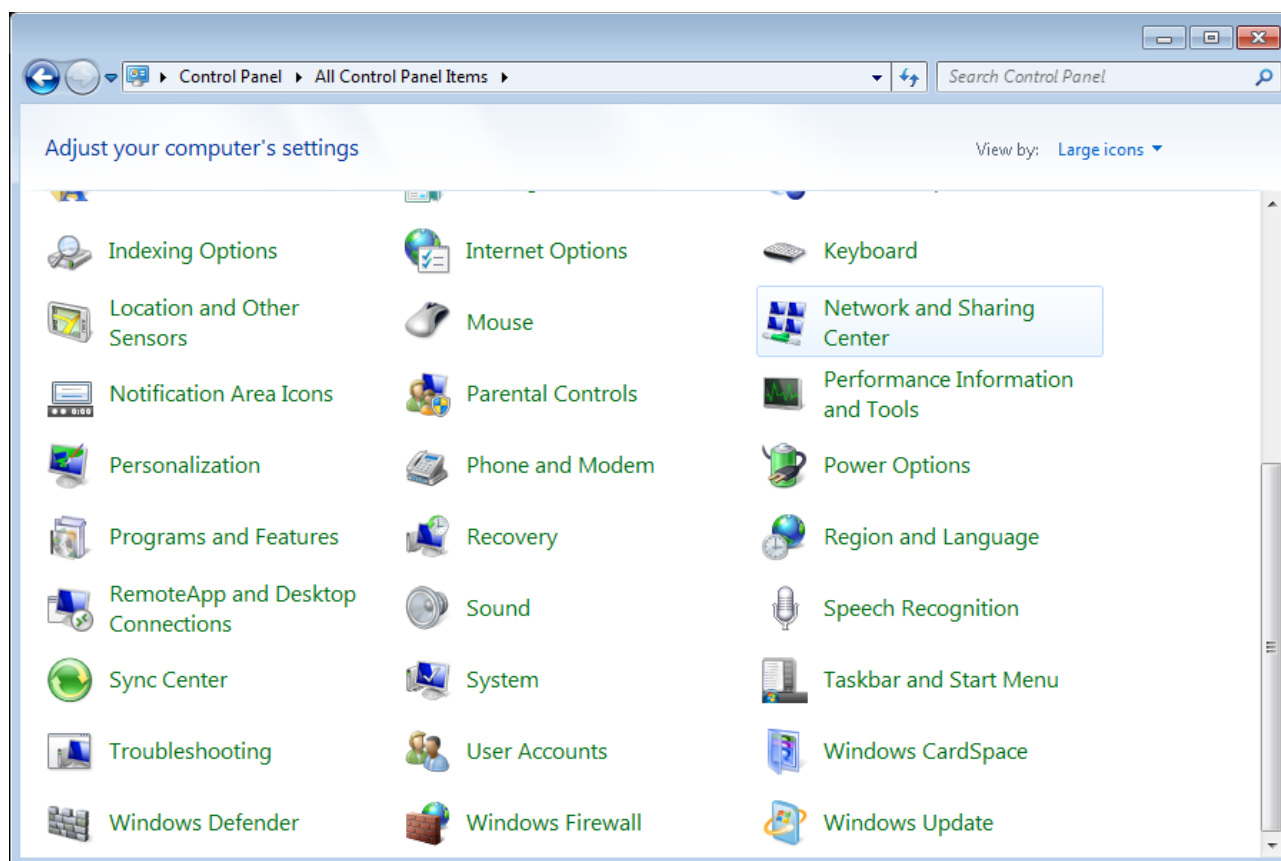 Control Panel All Control Panel Items
Search Control Panel
Adjust your computer's settings
View by: Large icons
Indexing Options
Internet Options
Keyboard
Location and Other
Sensors
Mouse
Network and Sharing
Center
Notification Area Icons
Parental Controls
Performance Information
and Tools
Personalization
Phone and Modem
Power Options
Programs and Features
Recovery
Region and Language
RemoteApp and Desktop
Connections
Sound
Speech Recognition
Sync Center
System
Taskbar and Start Menu
Troubleshooting
User Accounts
Windows CardSpace
Windows Defender
Windows Firewall
Windows Update